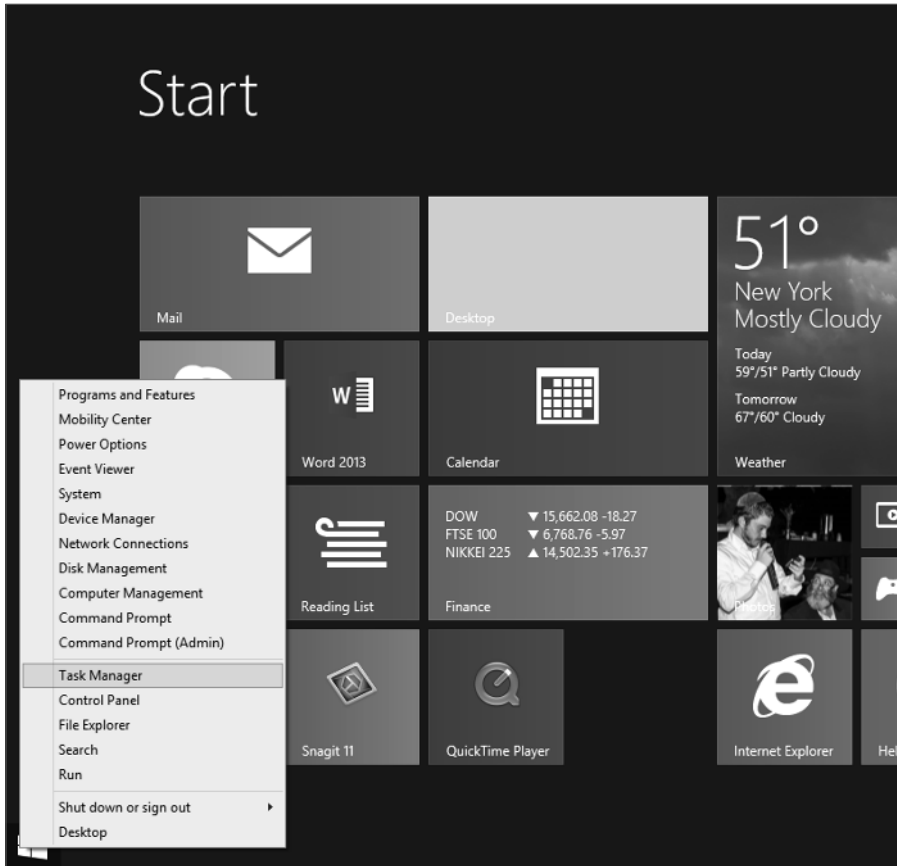 Start
Mail
Desktop
51°
New York
Mostly Cloudy
Today
59°/51° Partly Cloudy
Tomorrow
67°/60° Cloudy
Weather
W
Word 2013
Calendar
Reading List
DOW ▼ 15,662.08 -18.27
FTSE 100 ▼ 6,768.76 -5.97
NIKKEI 225 ▲ 14,502.35 +176.37
Finance
Photos
Snagit 11
QuickTime Player
Internet Explorer
Hel
Programs and Features
Mobility Center
Power Options
Event Viewer
System
Device Manager
Network Connections
Disk Management
Computer Management
Command Prompt
Command Prompt (Admin)
Task Manager
Control Panel
File Explorer
Search
Run
Shut down or sign out
Desktop